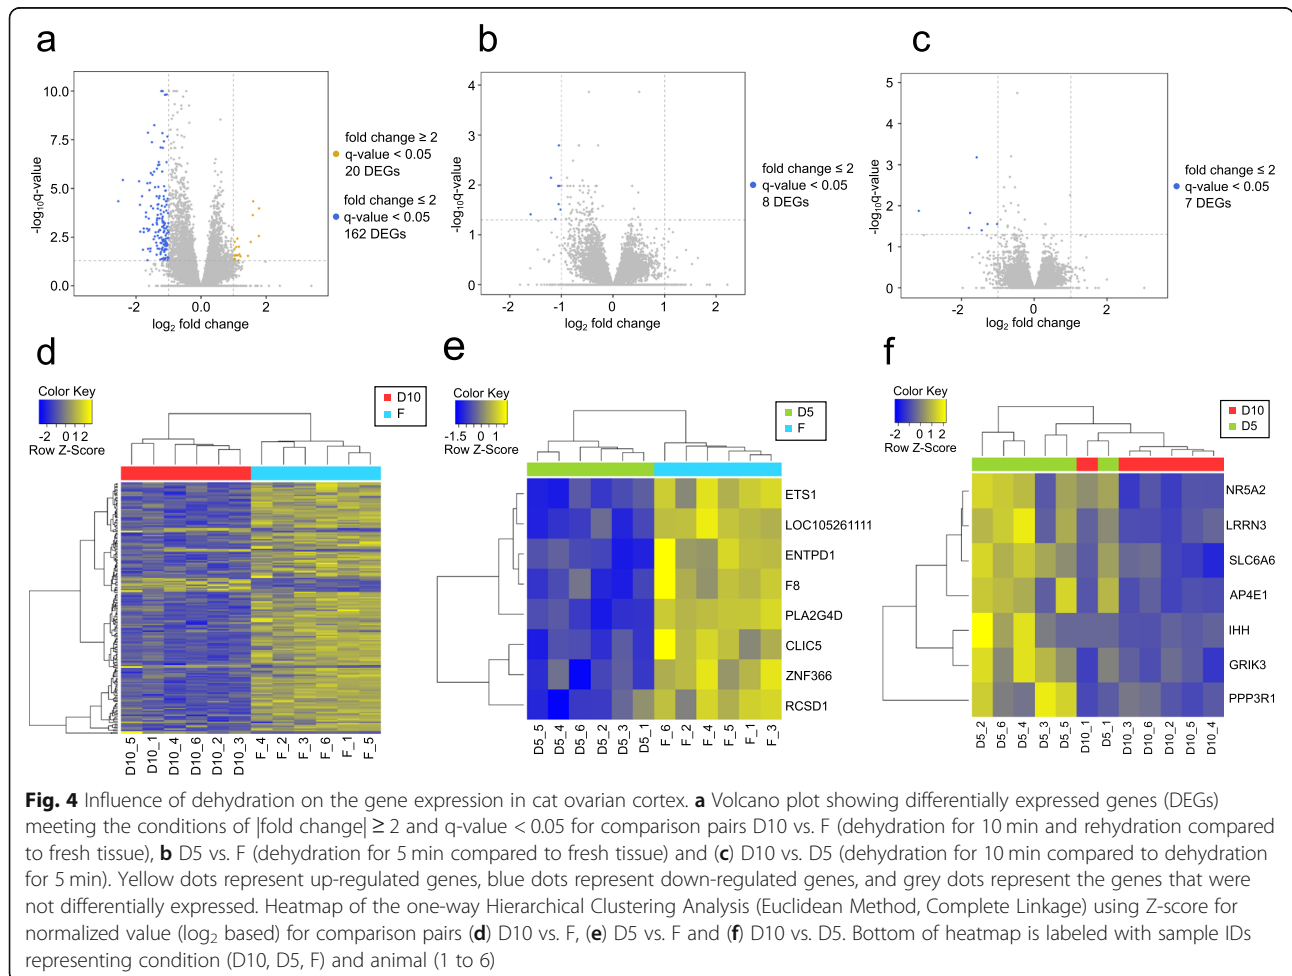 a
10.0
7.5
5.0
2.5
0.0
-log10q-value
-2
0.0
2
log2 fold change
fold change ≥ 2
q-value < 0.05
20 DEGs
fold change ≤ 2
q-value < 0.05
162 DEGs
b
4
3
2
1
0
-log10q-value
-2
-1
0
1
2
log2 fold change
fold change ≤ 2
q-value < 0.05
8 DEGs
c
5
4
3
2
1
0
-log10q-value
-2
0
2
log2 fold change
fold change ≤ 2
q-value < 0.05
7 DEGs
d
Color Key
-2 0 1 2
Row Z-Score
D10
F
D10_5
D10_1
D10_4
D10_6
D10_2
D10_3
F_4
F_2
F_3
F_6
F_1
F_5
e
Color Key
-1.5 0 1
Row Z-Score
D5
F
ETS1
LOC105261111
ENTPD1
F8
PLA2G4D
CLIC5
ZNF366
RCSD1
D5_5
D5_4
D5_6
D5_2
D5_3
D5_1
F_6
F_2
F_4
F_5
F_1
F_3
f
Color Key
-2 0 1 2
Row Z-Score
D10
D5
NR5A2
LRRN3
SLC6A6
AP4E1
IHH
GRIK3
PPP3R1
D5_2
D5_6
D5_4
D5_3
D5_5
D10_1
D5_1
D10_3
D10_6
D10_2
D10_5
D10_4
Fig. 4 Influence of dehydration on the gene expression in cat ovarian cortex. a Volcano plot showing differentially expressed genes (DEGs)
meeting the conditions of |fold change| ≥ 2 and q-value < 0.05 for comparison pairs D10 vs. F (dehydration for 10 min and rehydration compared
to fresh tissue), b D5 vs. F (dehydration for 5 min compared to fresh tissue) and (c) D10 vs. D5 (dehydration for 10 min compared to dehydration
for 5 min). Yellow dots represent up-regulated genes, blue dots represent down-regulated genes, and grey dots represent the genes that were
not differentially expressed. Heatmap of the one-way Hierarchical Clustering Analysis (Euclidean Method, Complete Linkage) using Z-score for
normalized value (log2 based) for comparison pairs (d) D10 vs. F, (e) D5 vs. F and (f) D10 vs. D5. Bottom of heatmap is labeled with sample IDs
representing condition (D10, D5, F) and animal (1 to 6)